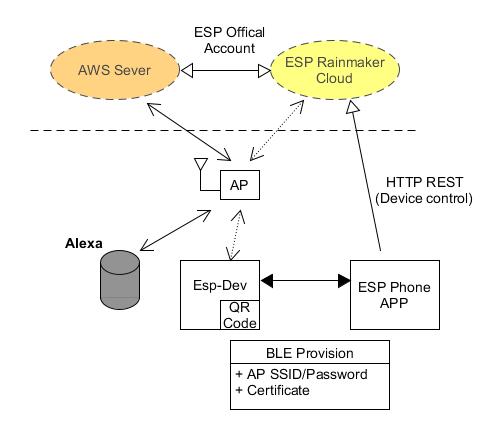 ESP Offical
Account
AWS Sever
ESP Rainmaker
Cloud
AP
HTTP REST
(Device control)
Alexa
Esp-Dev
QR
Code
ESP Phone
APP
BLE Provision
+ AP SSID/Password
+ Certificate